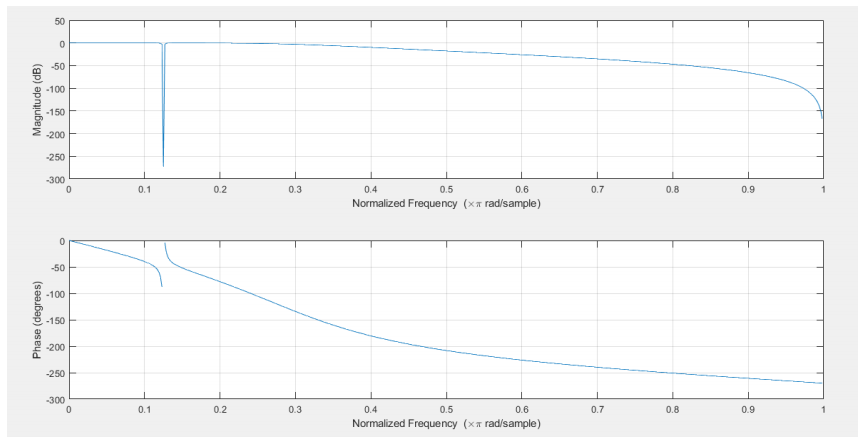 50
0
-50
-100
-150
-200
-250
-300
Magnitude (dB)
0 0.1 0.2 0.3 0.4 0.5 0.6 0.7 0.8 0.9 1
Normalized Frequency (×π rad/sample)
0
-50
-100
-150
-200
-250
-300
Phase (degrees)
0 0.1 0.2 0.3 0.4 0.5 0.6 0.7 0.8 0.9 1
Normalized Frequency (×π rad/sample)